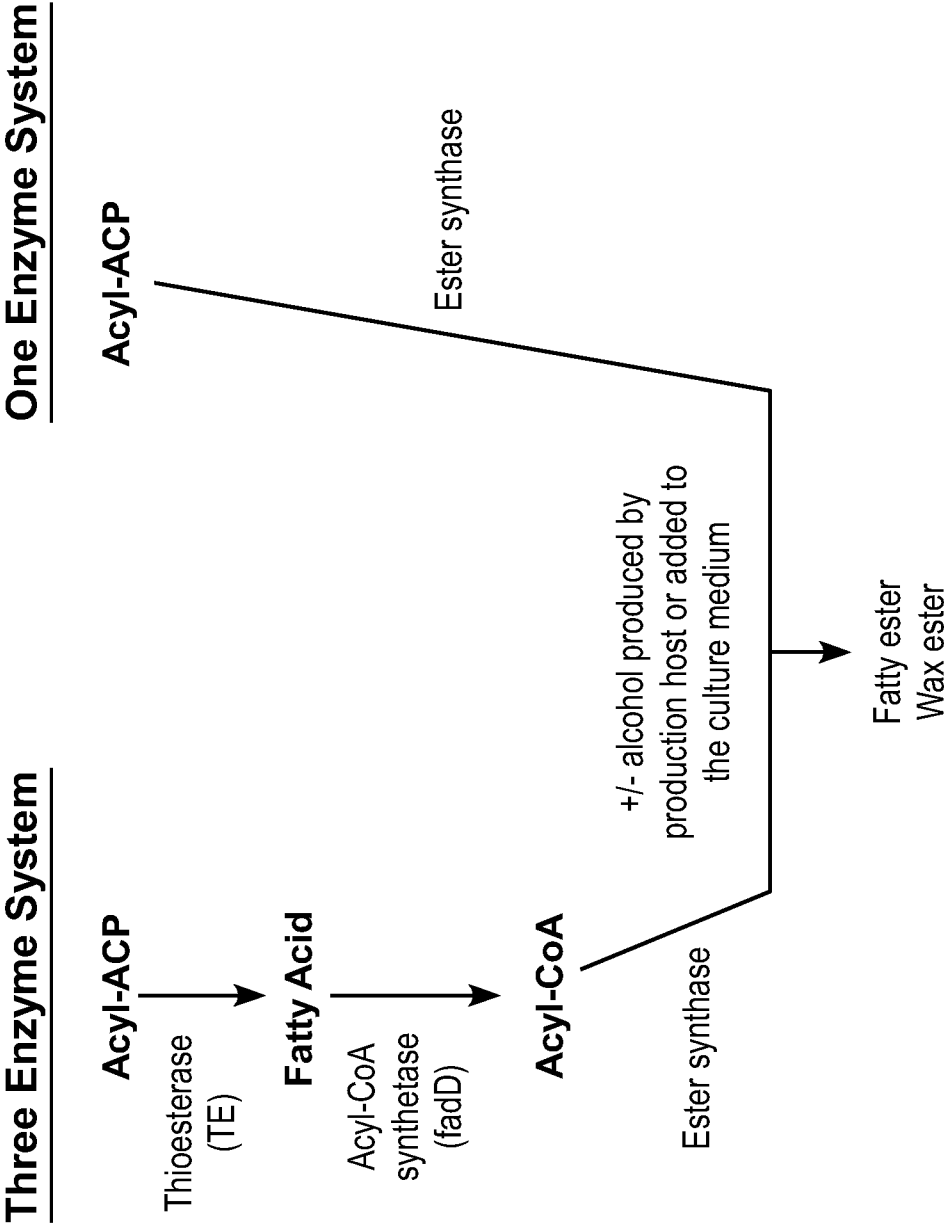 Three Enzyme System
Acyl-ACP
Thioesterase
(TE)
Fatty Acid
Acyl-CoA
synthetase
(fadD)
Acyl-CoA
Ester synthase
One Enzyme System
Acyl-ACP
Ester synthase
+/- alcohol produced by
production host or added to
the culture medium
Fatty ester
Wax ester